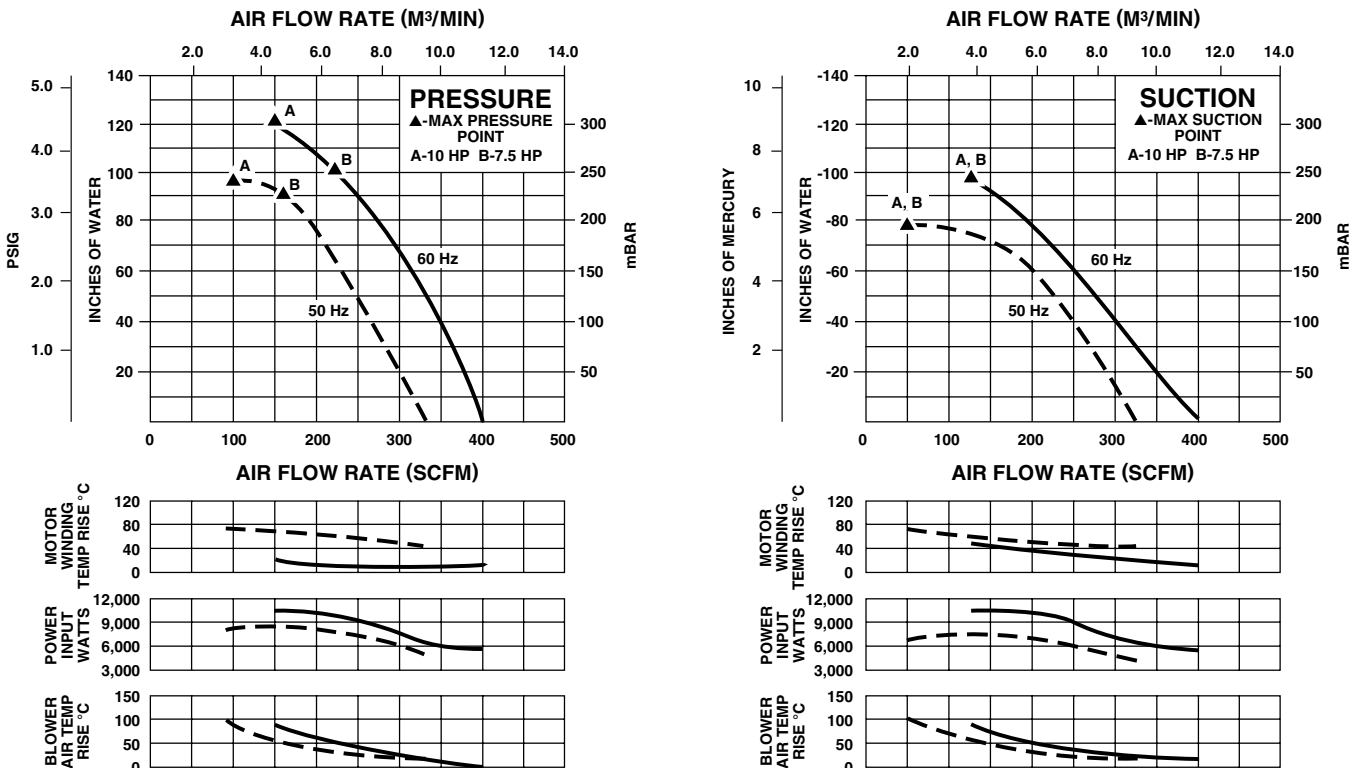 AIR FLOW RATE (M3/MIN)
2.0 4.0 6.0 8.0 10.0 12.0 14.0
PSIG
5.0
4.0
3.0
2.0
1.0
INCHES OF WATER
140
120
100
80
60
40
20
PRESSURE
▲-MAX PRESSURE
POINT
A-10 HP B-7.5 HP
A
B
A
B
60 Hz
50 Hz
300
250
200
150
100
50
mBAR
0 100 200 300 400 500
AIR FLOW RATE (SCFM)
MOTOR
WINDING
TEMP RISE °C
120
80
40
0
POWER
INPUT
WATTS
12,000
9,000
6,000
3,000
BLOWER
AIR TEMP
RISE °C
150
100
50
0
AIR FLOW RATE (M3/MIN)
2.0 4.0 6.0 8.0 10.0 12.0 14.0
INCHES OF MERCURY
10
8
6
4
2
INCHES OF WATER
-140
-120
-100
-80
-60
-40
-20
SUCTION
▲-MAX SUCTION
POINT
A-10 HP B-7.5 HP
A, B
A, B
60 Hz
50 Hz
300
250
200
150
100
50
mBAR
0 100 200 300 400 500
AIR FLOW RATE (SCFM)
MOTOR
WINDING
TEMP RISE °C
120
80
40
0
POWER
INPUT
WATTS
12,000
9,000
6,000
3,000
BLOWER
AIR TEMP
RISE °C
150
100
50
0